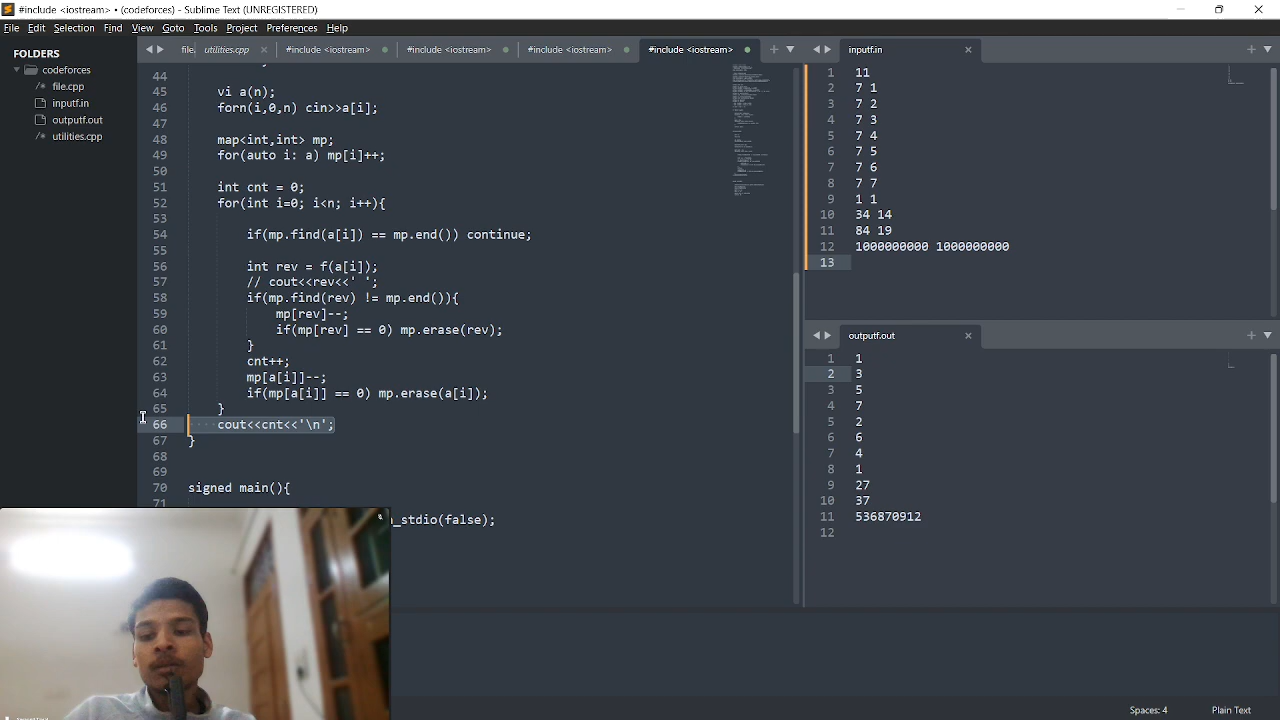 #include <iostream> • (codeforces) - Sublime Text (UNREGISTERED)
File Edit Selection Find View Goto Tools Project Preferences Help
FOLDERS
codeforces
file.cpp
inputf.in
outputf.out
utilities.cpp
file. utilities.cpp #include <iostream> #include <iostream> #include <iostream> #include <iostream>
44 }
45 vi a(n);
46 forn(i,0,n) cin>>a[i];
47
48 map<int,int> mp;
49 for(auto i:a) mp[i]++;
50
51 int cnt = 0;
52 for(int i=0; i<n; i++){
53
54 if(mp.find(a[i]) == mp.end()) continue;
55
56 int rev = f(a[i]);
57 // cout<<rev<<' ';
58 if(mp.find(rev) != mp.end()){
59 mp[rev]--;
60 if(mp[rev] == 0) mp.erase(rev);
61 }
62 cnt++;
63 mp[a[i]]--;
64 if(mp[a[i]] == 0) mp.erase(a[i]);
65 }
66 cout<<cnt<<'\n';
67 }
68
69
70 signed main(){
71
_stdio(false);
inputf.in
1 11
2 7 1
3 7 2
4 7 3
5 7 4
6 7 5
7 7 6
8 7 7
9 1 1
10 34 14
11 84 19
12 1000000000 1000000000
13
outputf.out
1 1
2 3
3 5
4 7
5 2
6 6
7 4
8 1
9 27
10 37
11 536870912
12
Spaces: 4 Plain Text